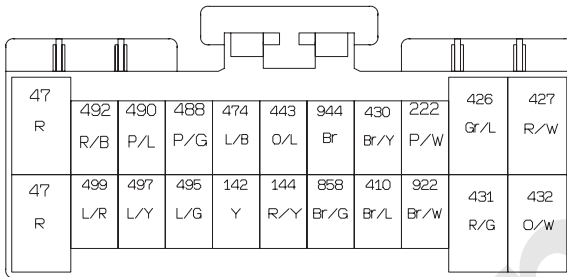 47 492 490 488 474 443 944 430 222 426 427
R R/B P/L P/G L/B O/L Br Br/Y P/W Gr/L R/W
47 499 497 495 142 144 858 410 922 431 432
R L/R L/Y L/G Y R/Y Br/G Br/L Br/W R/G O/W